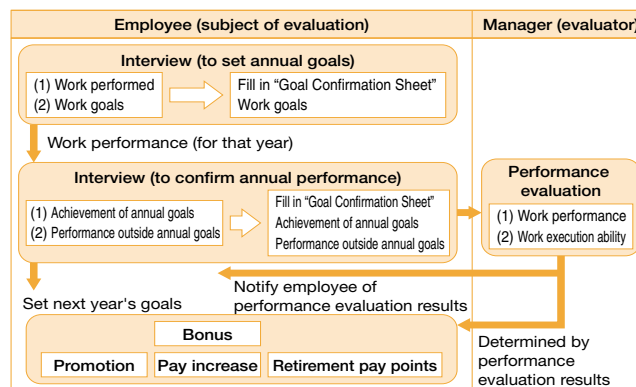 Employee (subject of evaluation)
Manager (evaluator)
Interview (to set annual goals)
(1) Work performed
(2) Work goals
Fill in “Goal Confirmation Sheet”
Work goals
Work performance (for that year)
Interview (to confirm annual performance)
(1) Achievement of annual goals
(2) Performance outside annual goals
Fill in “Goal Confirmation Sheet”
Achievement of annual goals
Performance outside annual goals
Performance
evaluation
(1) Work performance
(2) Work execution ability
Set next year's goals
Notify employee of
performance evaluation results
Bonus
Promotion
Pay increase
Retirement pay points
Determined by
performance
evaluation results